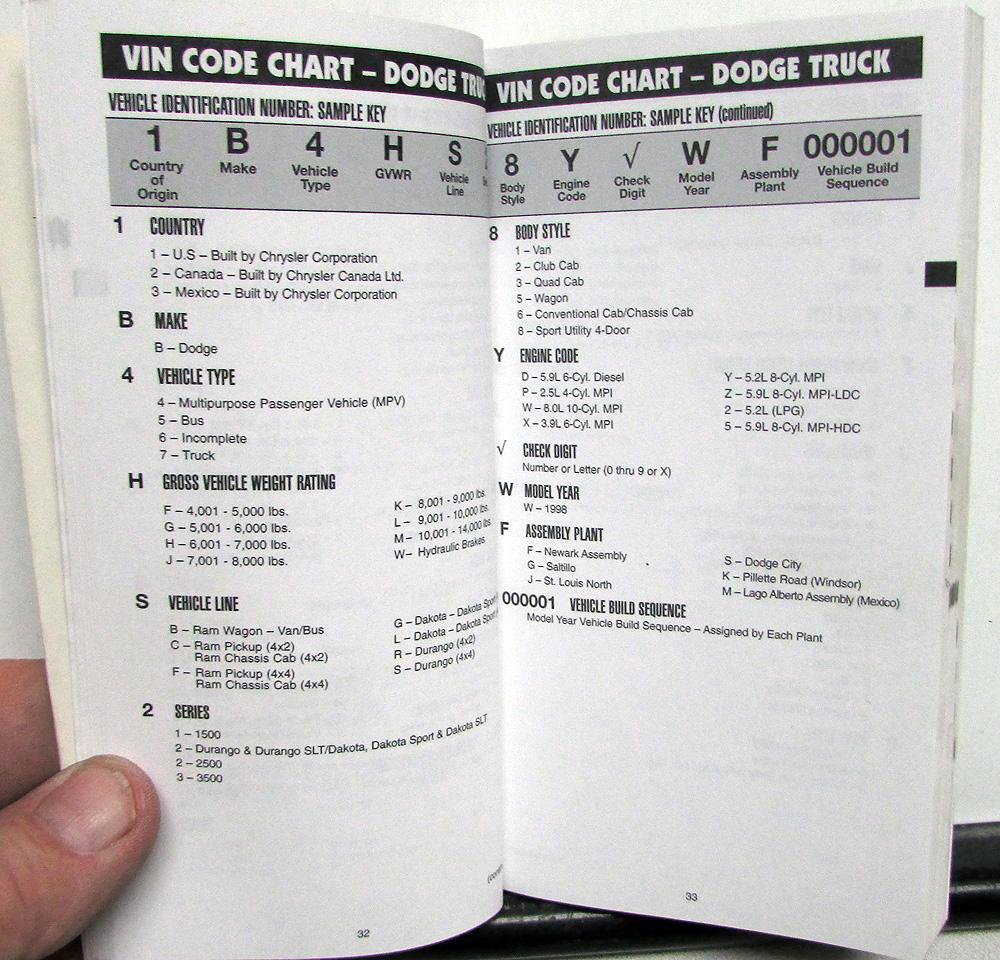 VIN CODE CHART – DODGE
VEHICLE IDENTIFICATION NUMBER: SAMPLE KEY
1 B 4 H S
Country of Origin
Make
Vehicle Type
GVWR
Vehicle Line
1 COUNTRY
1 – U.S – Built by Chrysler Corporation
2 – Canada – Built by Chrysler Canada Ltd.
3 – Mexico – Built by Chrysler Corporation
B MAKE
B – Dodge
4 VEHICLE TYPE
4 – Multipurpose Passenger Vehicle (MPV)
5 – Bus
6 – Incomplete
7 – Truck
H GROSS VEHICLE WEIGHT RATING
F – 4,001 - 5,000 lbs.
G – 5,001 - 6,000 lbs.
H – 6,001 - 7,000 lbs.
J – 7,001 - 8,000 lbs.
K – 8,001 - 9,000 lbs.
L – 9,001 - 10,000 lbs.
M – 10,001 - 14,000 lbs.
W – Hydraulic Brakes
S VEHICLE LINE
B – Ram Wagon – Van/Bus
C – Ram Pickup (4x2)
Ram Chassis Cab (4x2)
F – Ram Pickup (4x4)
Ram Chassis Cab (4x4)
G – Dakota – Dakota Sport
L – Dakota – Dakota Sport
R – Durango (4x2)
S – Durango (4x4)
2 SERIES
1 – 1500
2 – Durango & Durango SLT/Dakota, Dakota Sport & Dakota SLT
2 – 2500
3 – 3500
32
VIN CODE CHART – DODGE TRUCK
VEHICLE IDENTIFICATION NUMBER: SAMPLE KEY (continued)
8 Y √ W F 000001
Body Style
Engine Code
Check Digit
Model Year
Assembly Plant
Vehicle Build Sequence
8 BODY STYLE
1 – Van
2 – Club Cab
3 – Quad Cab
5 – Wagon
6 – Conventional Cab/Chassis Cab
8 – Sport Utility 4-Door
Y ENGINE CODE
D – 5.9L 6-Cyl. Diesel
P – 2.5L 4-Cyl. MPI
W – 8.0L 10-Cyl. MPI
X – 3.9L 6-Cyl. MPI
Y – 5.2L 8-Cyl. MPI
Z – 5.9L 8-Cyl. MPI-LDC
2 – 5.2L (LPG)
5 – 5.9L 8-Cyl. MPI-HDC
√ CHECK DIGIT
Number or Letter (0 thru 9 or X)
W MODEL YEAR
W – 1998
F ASSEMBLY PLANT
F – Newark Assembly
G – Saltillo
J – St. Louis North
S – Dodge City
K – Pillette Road (Windsor)
M – Lago Alberto Assembly (Mexico)
000001 VEHICLE BUILD SEQUENCE
Model Year Vehicle Build Sequence – Assigned by Each Plant
33